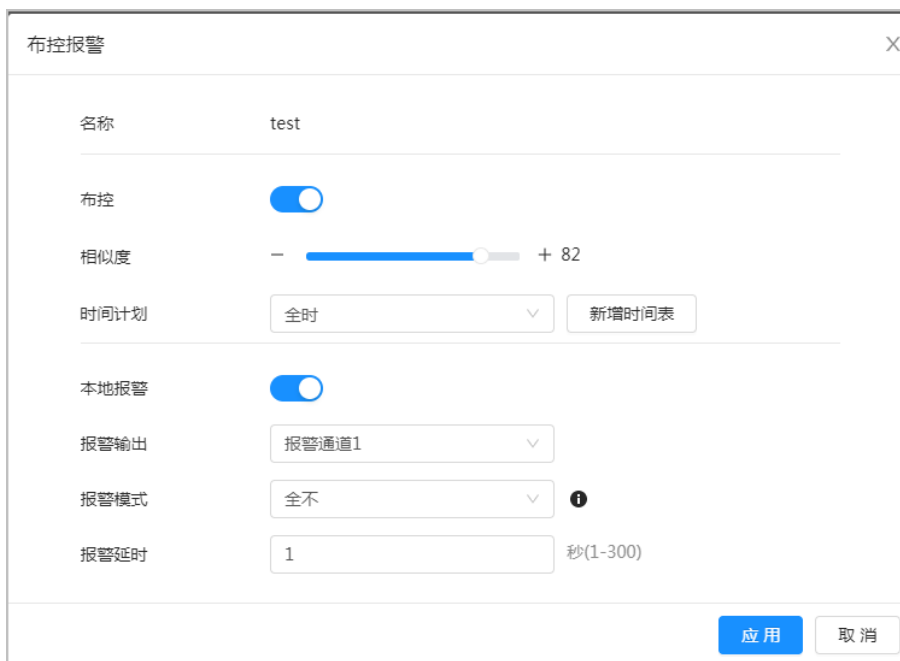 布控报警 X
名称 test
布控
相似度 − + 82
时间计划 全时 新增时间表
本地报警
报警输出 报警通道1
报警模式 全不
报警延时 1 秒(1-300)
应用 取消